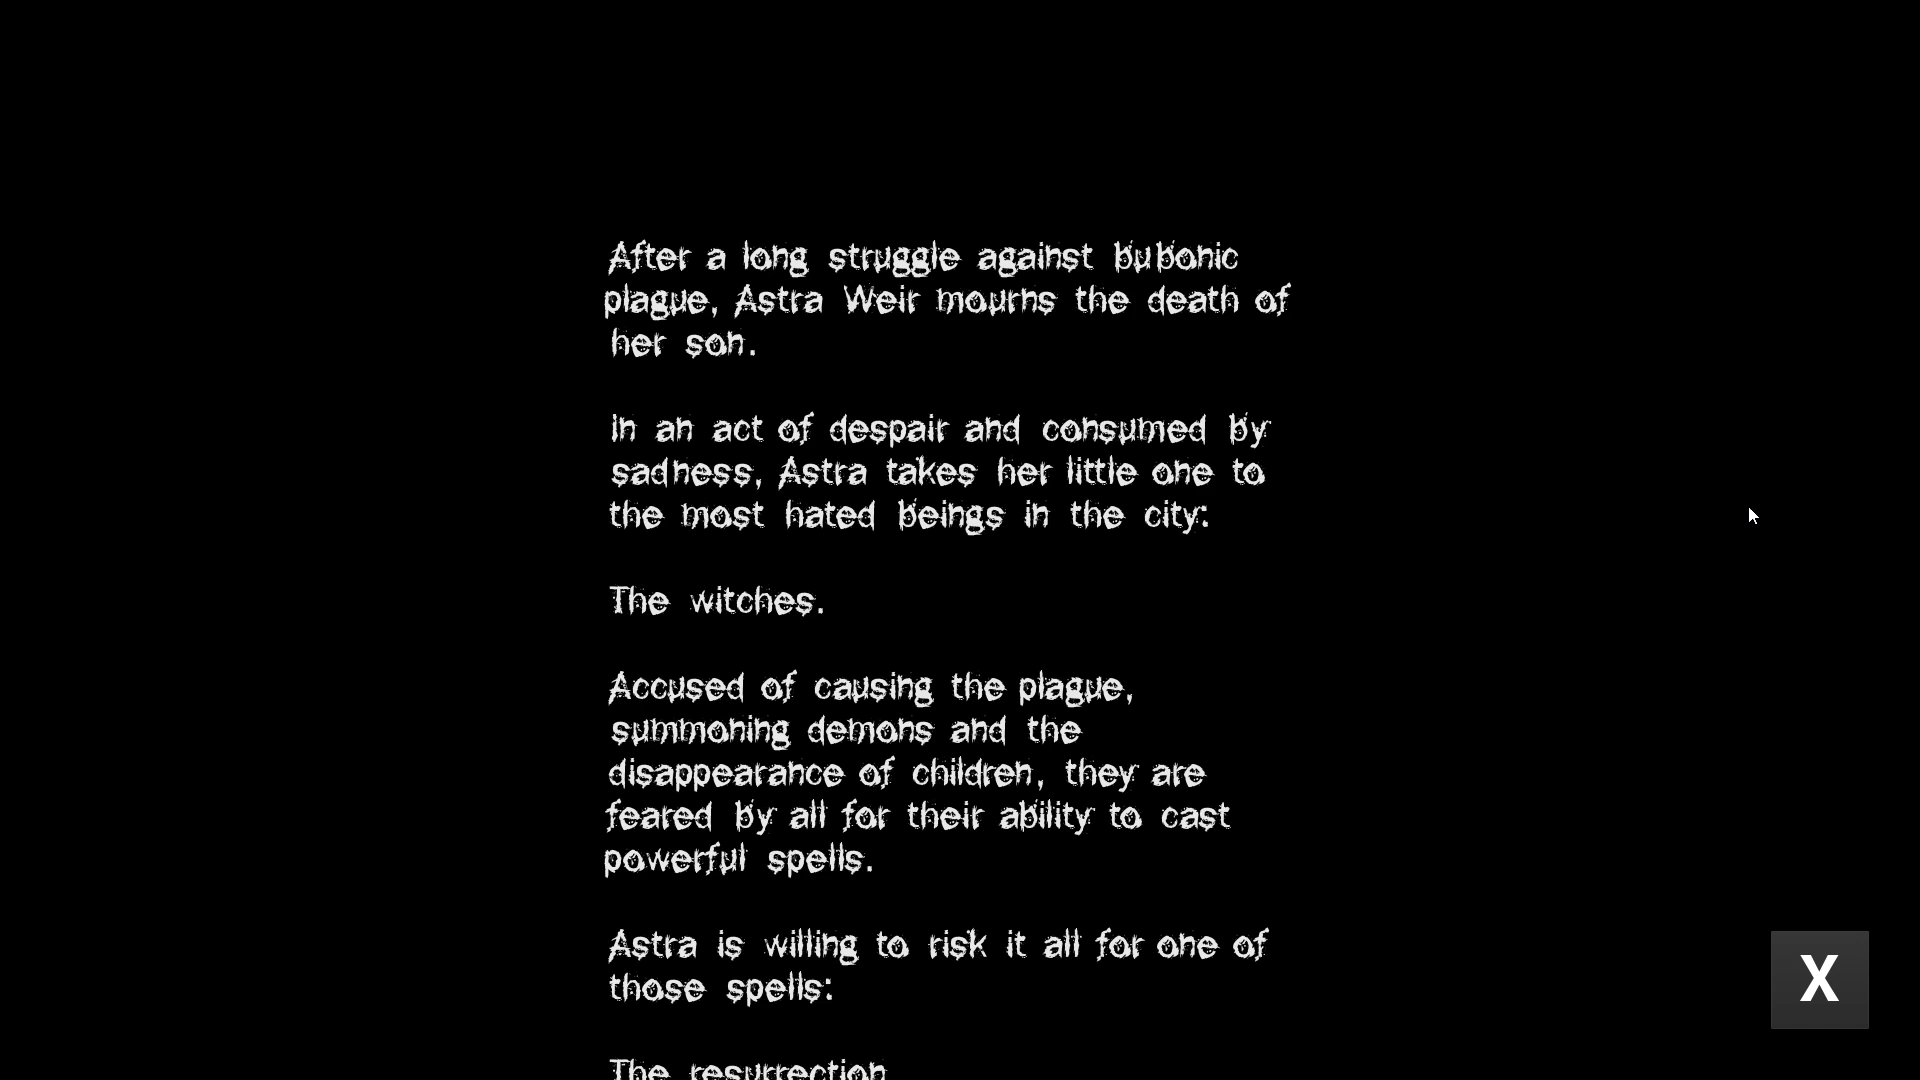 After a long struggle against bubonic
plague, Astra Weir mourns the death of
her son.
In an act of despair and consumed by
sadness, Astra takes her little one to
the most hated beings in the city:
The witches.
Accused of causing the plague,
summoning demons and the
disappearance of children, they are
feared by all for their ability to cast
powerful spells.
Astra is willing to risk it all for one of
those spells:
The resurrection
X